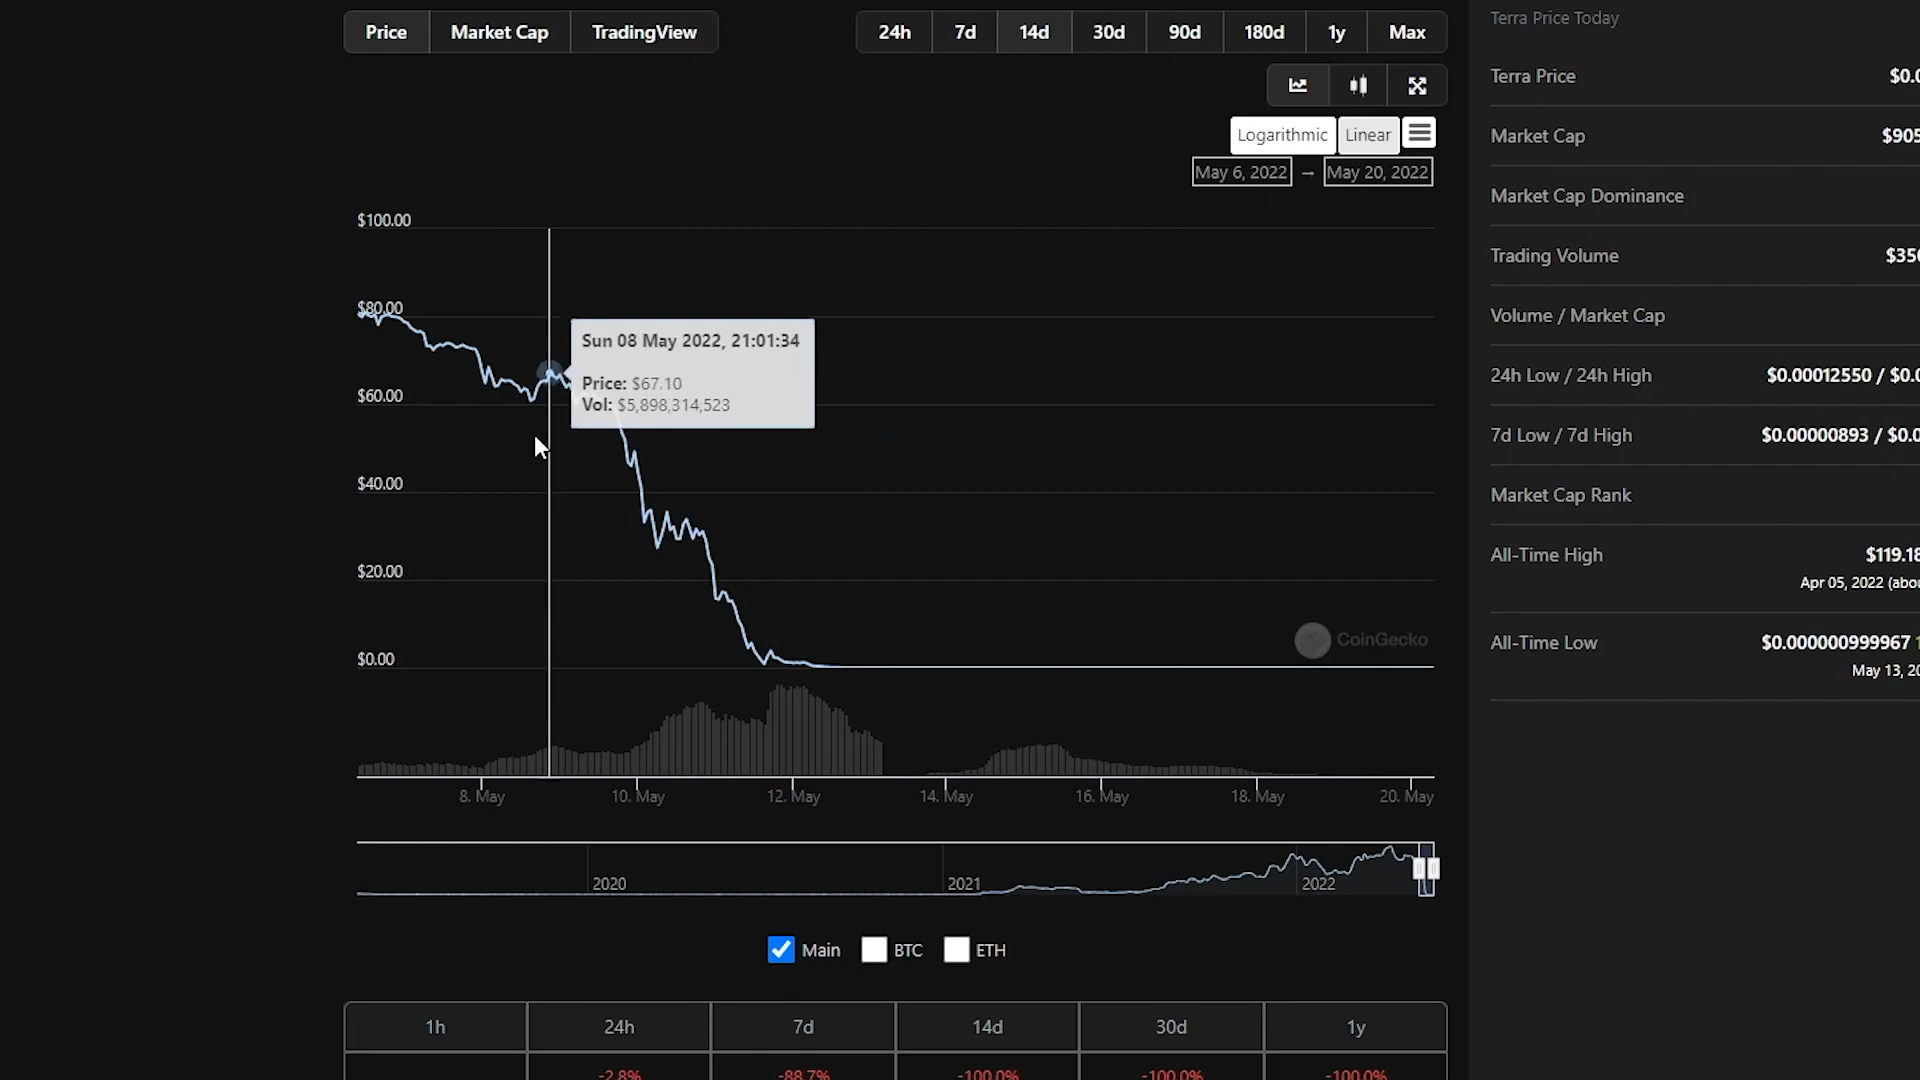 Price Market Cap TradingView
24h 7d 14d 30d 90d 180d 1y Max
Logarithmic Linear
May 6, 2022 → May 20, 2022
$100.00
$80.00
$60.00
$40.00
$20.00
$0.00
Sun 08 May 2022, 21:01:34
Price: $67.10
Vol: $5,898,314,523
CoinGecko
8. May 10. May 12. May 14. May 16. May 18. May 20. May
2020 2021 2022
Main BTC ETH
1h 24h 7d 14d 30d 1y
-2.8% -88.7% -100.0% -100.0% -100.0%
Terra Price Today
Terra Price $0.0
Market Cap $905
Market Cap Dominance
Trading Volume $350
Volume / Market Cap
24h Low / 24h High $0.00012550 / $0.0
7d Low / 7d High $0.00000893 / $0.0
Market Cap Rank
All-Time High $119.18
Apr 05, 2022 (abou
All-Time Low $0.000000999967 1
May 13, 20